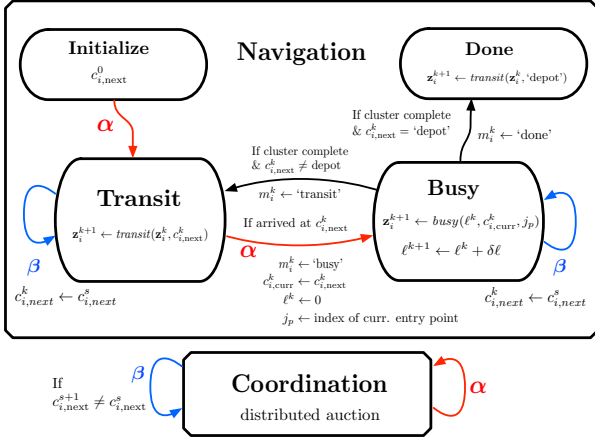 Navigation
Initialize
c^0_{i,next}
Done
z_i^{k+1} ← transit(z_i^k, ‘depot’)
α
If cluster complete
& c^k_{i,next} = ‘depot’
m_i^k ← ‘done’
If cluster complete
& c^k_{i,next} ≠ depot
m_i^k ← ‘transit’
Transit
z_i^{k+1} ← transit(z_i^k, c^k_{i,next})
β
c^k_{i,next} ← c^s_{i,next}
If arrived at c^k_{i,next}
α
m_i^k ← ‘busy’
c^k_{i,curr} ← c^k_{i,next}
ℓ^k ← 0
j_p ← index of curr. entry point
Busy
z_i^{k+1} ← busy(ℓ^k, c^k_{i,curr}, j_p)
ℓ^{k+1} ← ℓ^k + δℓ
β
c^k_{i,next} ← c^s_{i,next}
If
c^{s+1}_{i,next} ≠ c^s_{i,next}
β
Coordination
distributed auction
α